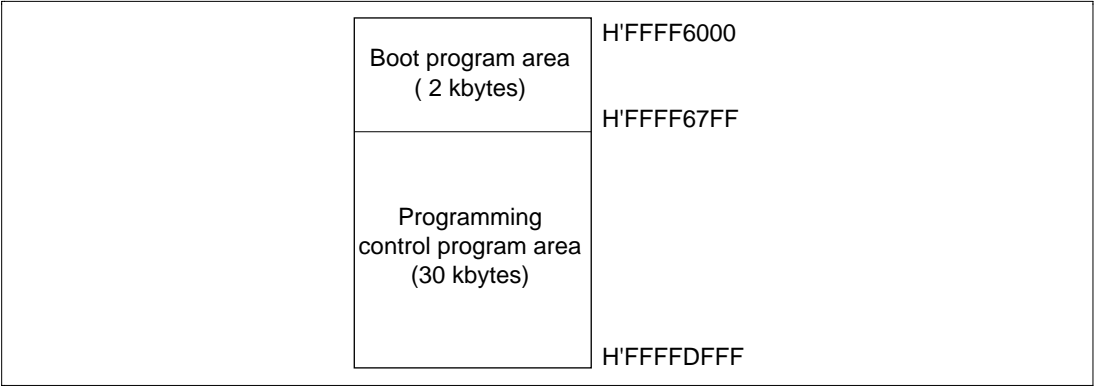 H'FFFF6000
Boot program area
( 2 kbytes)
H'FFFF67FF
Programming
control program area
(30 kbytes)
H'FFFFDFFF